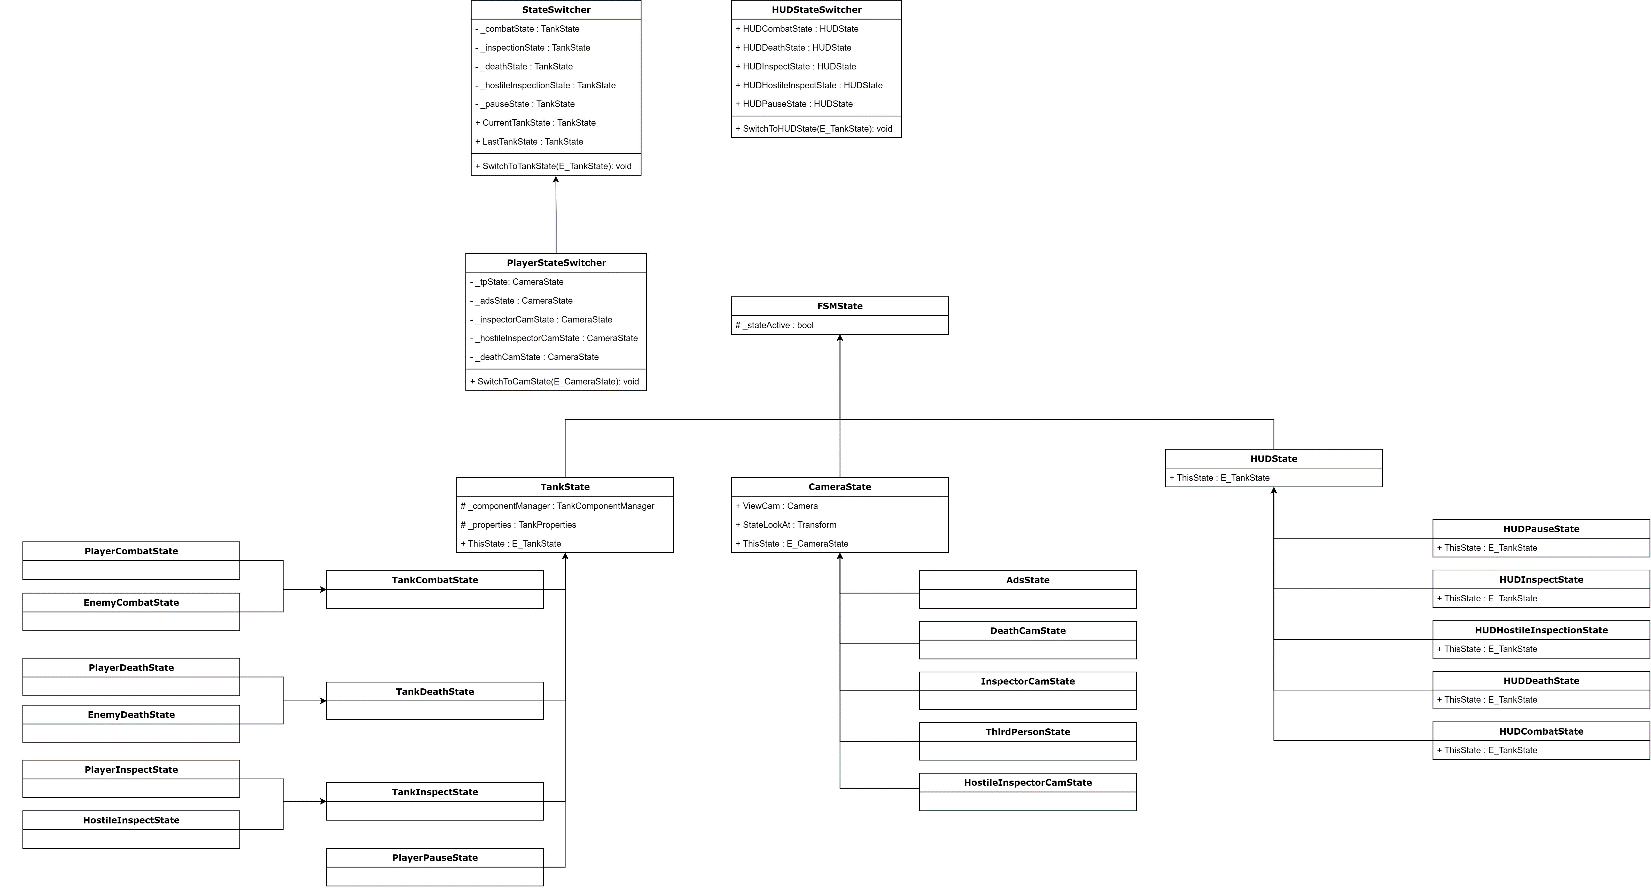 StateSwitcher
- _combatState : TankState
- _inspectionState : TankState
- _deathState : TankState
- _hostileInspectionState : TankState
- _pauseState : TankState
+ CurrentTankState : TankState
+ LastTankState : TankState
+ SwitchToTankState(E_TankState): void
HUDStateSwitcher
+ HUDCombatState : HUDState
+ HUDDeathState : HUDState
+ HUDInspectState : HUDState
+ HUDHostileInspectState : HUDState
+ HUDPauseState : HUDState
+ SwitchToHUDState(E_TankState): void
PlayerStateSwitcher
- _tpState: CameraState
- _adsState : CameraState
- _inspectorCamState : CameraState
- _hostileInspectorCamState : CameraState
- _deathCamState : CameraState
+ SwitchToCamState(E_CameraState): void
FSMState
# _stateActive : bool
TankState
# _componentManager : TankComponentManager
# _properties : TankProperties
+ ThisState : E_TankState
CameraState
+ ViewCam : Camera
+ StateLookAt : Transform
+ ThisState : E_CameraState
HUDState
+ ThisState : E_TankState
PlayerCombatState
EnemyCombatState
TankCombatState
PlayerDeathState
EnemyDeathState
TankDeathState
PlayerInspectState
HostileInspectState
TankInspectState
PlayerPauseState
AdsState
DeathCamState
InspectorCamState
ThirdPersonState
HostileInspectorCamState
HUDPauseState
+ ThisState : E_TankState
HUDInspectState
+ ThisState : E_TankState
HUDHostileInspectionState
+ ThisState : E_TankState
HUDDeathState
+ ThisState : E_TankState
HUDCombatState
+ ThisState : E_TankState